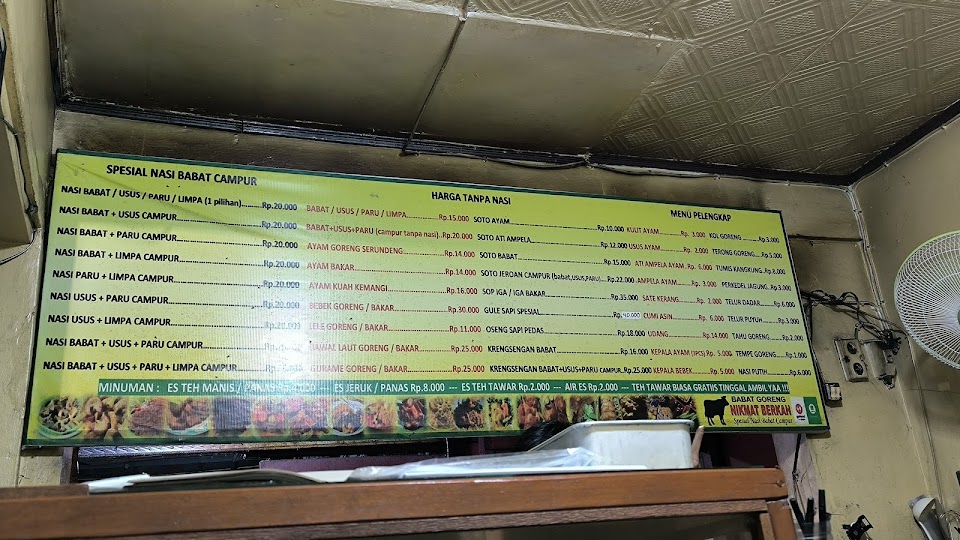 SPESIAL NASI BABAT CAMPUR
NASI BABAT / USUS / PARU / LIMPA (1 pilihan)........Rp.20.000
NASI BABAT + USUS CAMPUR........Rp.20.000
NASI BABAT + PARU CAMPUR........Rp.20.000
NASI BABAT + LIMPA CAMPUR........Rp.20.000
NASI PARU + LIMPA CAMPUR........Rp.20.000
NASI USUS + PARU CAMPUR........Rp.20.000
NASI USUS + LIMPA CAMPUR
NASI BABAT + USUS + PARU CAMPUR
NASI BABAT + USUS + PARU + LIMPA CAMPUR
HARGA TANPA NASI
BABAT / USUS / PARU / LIMPA........Rp.15.000
BABAT+USUS+PARU (campur tanpa nasi)..Rp.20.000
AYAM GORENG SERUNDENG........Rp.14.000
AYAM BAKAR........Rp.14.000
AYAM KUAH KEMANGI........Rp.16.000
BEBEK GORENG / BAKAR........Rp.30.000
LELE GORENG / BAKAR........Rp.11.000
BAWAL LAUT GORENG / BAKAR........Rp.25.000
GURAME GORENG / BAKAR........Rp.25.000
SOTO AYAM........Rp.10.000
SOTO ATI AMPELA........Rp.12.000
SOTO BABAT........Rp.15.000
SOTO JEROAN CAMPUR (babat,usus,paru)...Rp.22.000
SOP IGA / IGA BAKAR........Rp.35.000
GULE SAPI SPESIAL........Rp.40.000
OSENG SAPI PEDAS........Rp.18.000
KRENGSENGAN BABAT........Rp.16.000
KRENGSENGAN BABAT+USUS+PARU CAMPUR..Rp.25.000
MENU PELENGKAP
KULIT AYAM....Rp. 3.000
USUS AYAM....Rp. 2.000
ATI AMPELA AYAM..Rp. 6.000
AMPELA AYAM....Rp. 3.000
SATE KERANG....Rp. 2.000
CUMI ASIN....Rp. 6.000
UDANG........Rp.14.000
KEPALA AYAM (1PCS) Rp. 5.000
KEPALA BEBEK....Rp. 5.000
KOL GORENG....Rp.3.000
TERONG GORENG....Rp.5.000
TUMIS KANGKUNG..Rp.8.000
PERKEDEL JAGUNG..Rp.3.000
TELUR DADAR....Rp.6.000
TELUR PUYUH....Rp.3.000
TAHU GORENG....Rp.2.000
TEMPE GORENG...Rp.1.000
NASI PUTIH....Rp.6.000
MINUMAN : ES TEH MANIS / PANAS --- ES JERUK / PANAS Rp.8.000 --- ES TEH TAWAR Rp.2.000 --- AIR ES Rp.2.000 --- TEH TAWAR BIASA GRATIS TINGGAL AMBIL YAA !!!
BABAT GORENG
NIKMAT BERKAH
Spesial Nasi Babat Campur